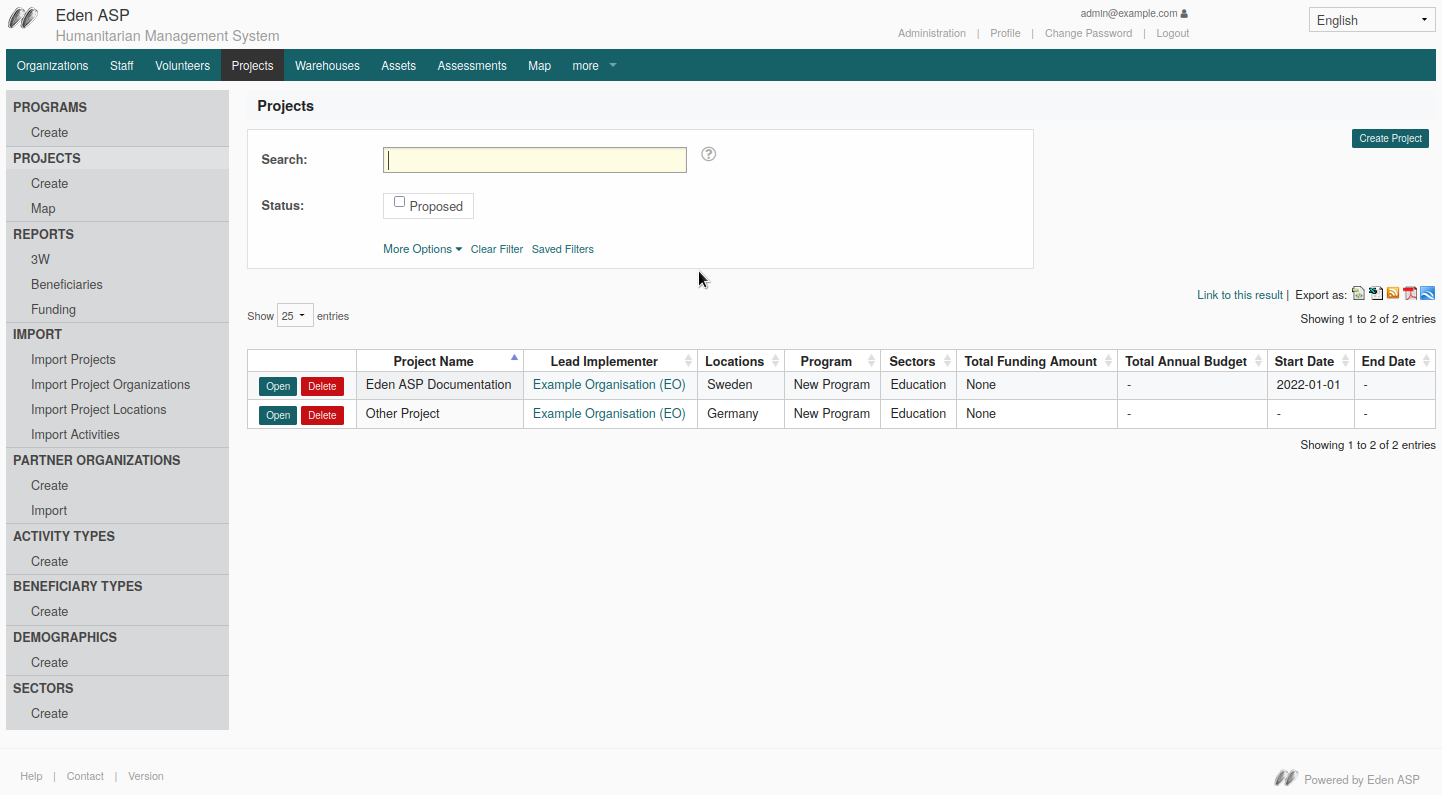 Eden ASP
Humanitarian Management System
admin@example.com
Administration | Profile | Change Password | Logout
English
Organizations Staff Volunteers Projects Warehouses Assets Assessments Map more
PROGRAMS
Create
PROJECTS
Create
Map
REPORTS
3W
Beneficiaries
Funding
IMPORT
Import Projects
Import Project Organizations
Import Project Locations
Import Activities
PARTNER ORGANIZATIONS
Create
Import
ACTIVITY TYPES
Create
BENEFICIARY TYPES
Create
DEMOGRAPHICS
Create
SECTORS
Create
Projects
Create Project
Search: ?
Status: Proposed
More Options Clear Filter Saved Filters
Link to this result | Export as:
Show 25 entries
Showing 1 to 2 of 2 entries
Project Name Lead Implementer Locations Program Sectors Total Funding Amount Total Annual Budget Start Date End Date
Open Delete Eden ASP Documentation Example Organisation (EO) Sweden New Program Education None - 2022-01-01 -
Open Delete Other Project Example Organisation (EO) Germany New Program Education None - - -
Showing 1 to 2 of 2 entries
Help | Contact | Version
Powered by Eden ASP